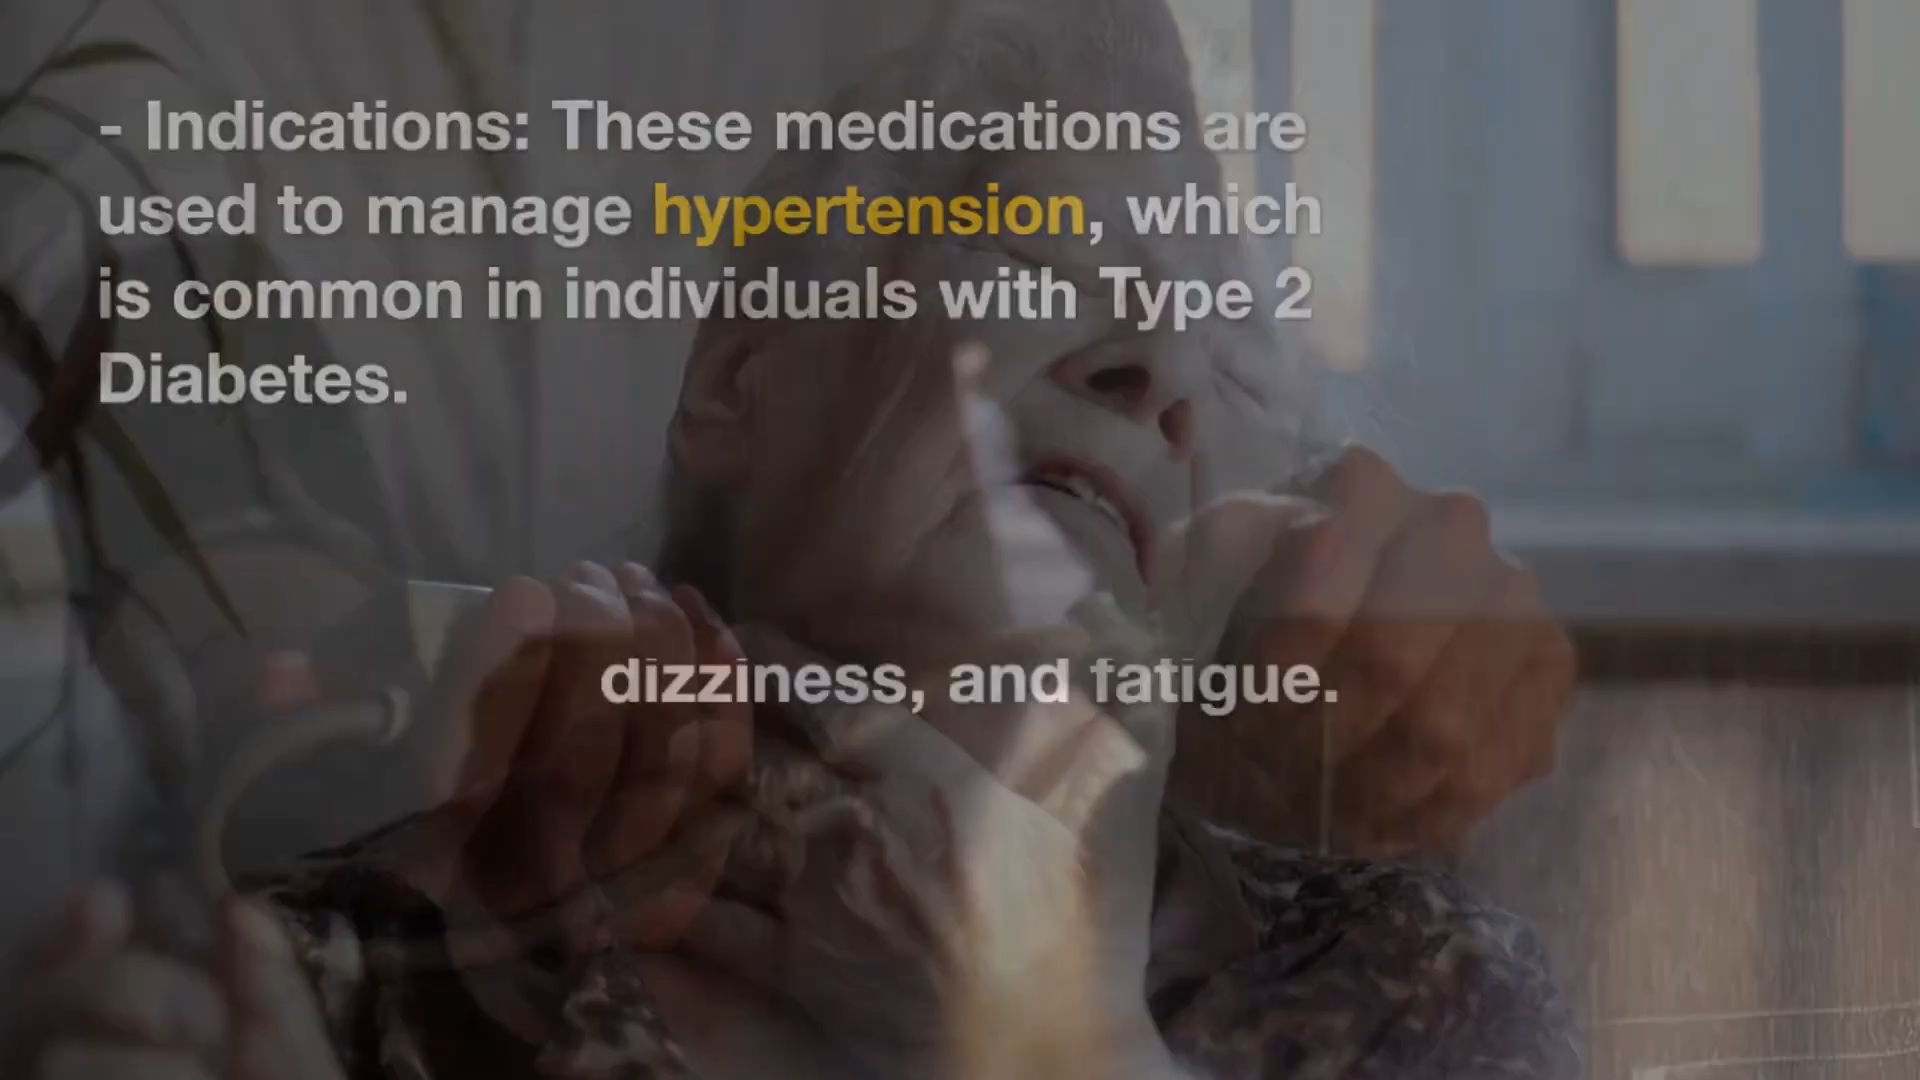 - Indications: These medications are
used to manage hypertension, which
is common in individuals with Type 2
Diabetes.
dizziness, and fatigue.